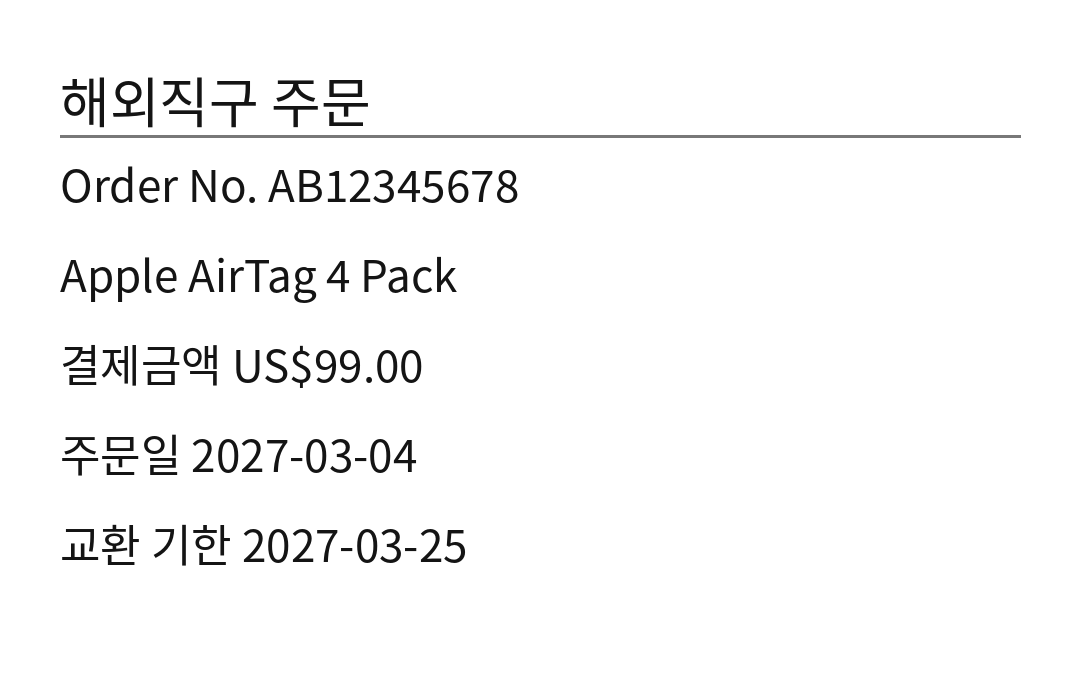 해외직구 주문
Order No. AB12345678
Apple AirTag 4 Pack
결제금액 US$99.00
주문일 2027-03-04
교환 기한 2027-03-25